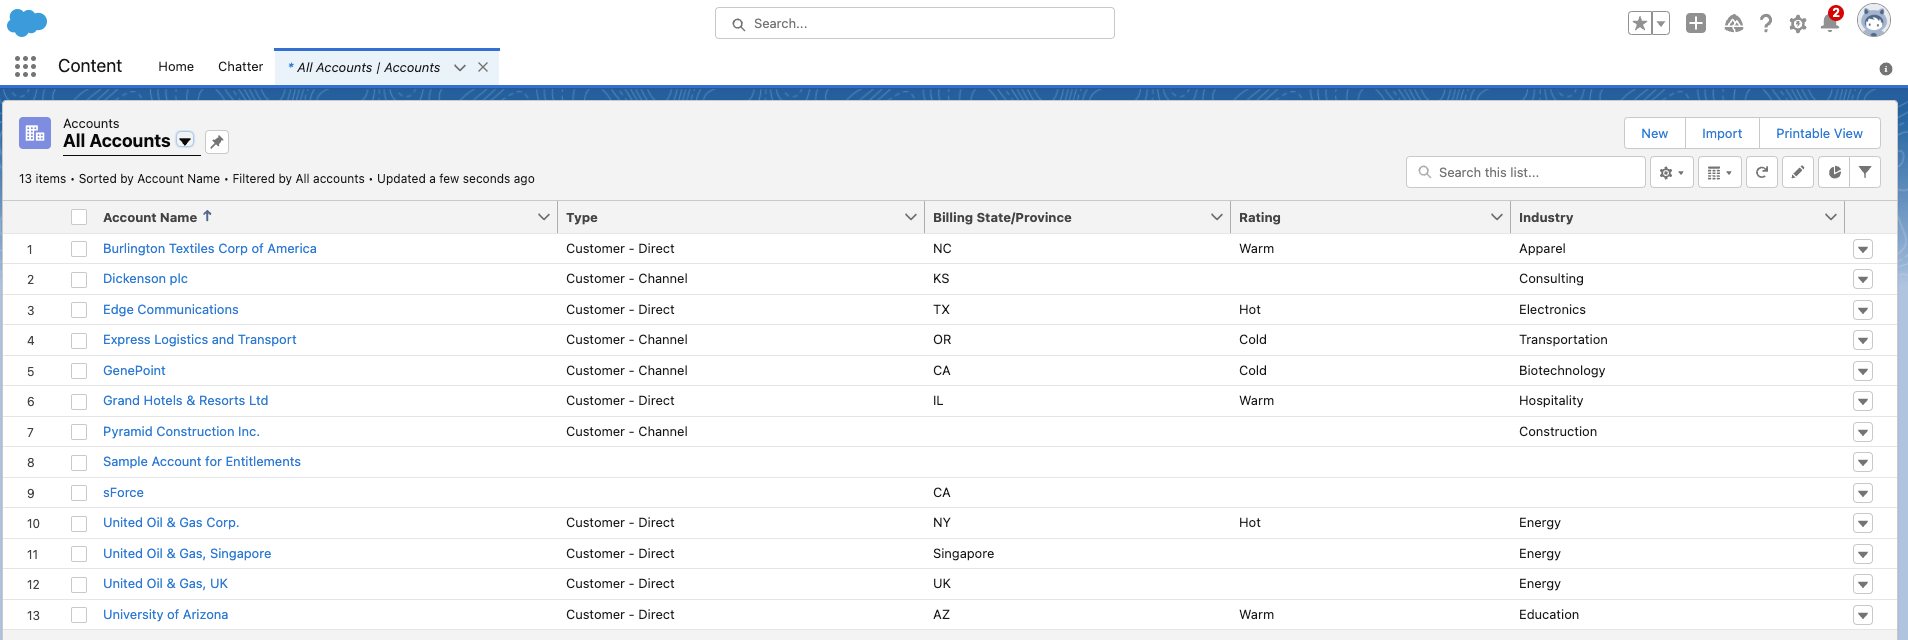 Search...
2
Content Home Chatter * All Accounts | Accounts
Accounts
All Accounts
New Import Printable View
13 items • Sorted by Account Name • Filtered by All accounts • Updated a few seconds ago
Search this list...
Account Name Type Billing State/Province Rating Industry
1 Burlington Textiles Corp of America Customer - Direct NC Warm Apparel
2 Dickenson plc Customer - Channel KS Consulting
3 Edge Communications Customer - Direct TX Hot Electronics
4 Express Logistics and Transport Customer - Channel OR Cold Transportation
5 GenePoint Customer - Channel CA Cold Biotechnology
6 Grand Hotels & Resorts Ltd Customer - Direct IL Warm Hospitality
7 Pyramid Construction Inc. Customer - Channel Construction
8 Sample Account for Entitlements
9 sForce CA
10 United Oil & Gas Corp. Customer - Direct NY Hot Energy
11 United Oil & Gas, Singapore Customer - Direct Singapore Energy
12 United Oil & Gas, UK Customer - Direct UK Energy
13 University of Arizona Customer - Direct AZ Warm Education